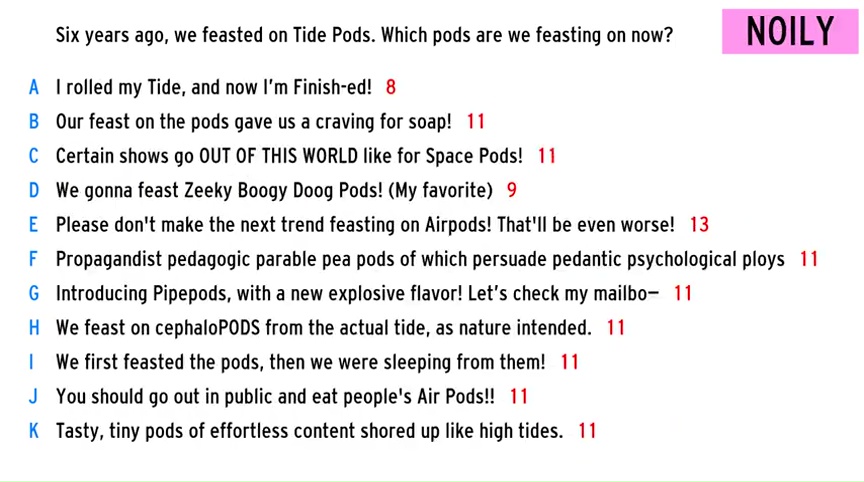 Six years ago, we feasted on Tide Pods. Which pods are we feasting on now?
NOILY
A I rolled my Tide, and now I'm Finish-ed! 8
B Our feast on the pods gave us a craving for soap! 11
C Certain shows go OUT OF THIS WORLD like for Space Pods! 11
D We gonna feast Zeeky Boogy Doog Pods! (My favorite) 9
E Please don't make the next trend feasting on Airpods! That'll be even worse! 13
F Propagandist pedagogic parable pea pods of which persuade pedantic psychological ploys 11
G Introducing Pipepods, with a new explosive flavor! Let's check my mailbo— 11
H We feast on cephaloPODS from the actual tide, as nature intended. 11
I We first feasted the pods, then we were sleeping from them! 11
J You should go out in public and eat people's Air Pods!! 11
K Tasty, tiny pods of effortless content shored up like high tides. 11